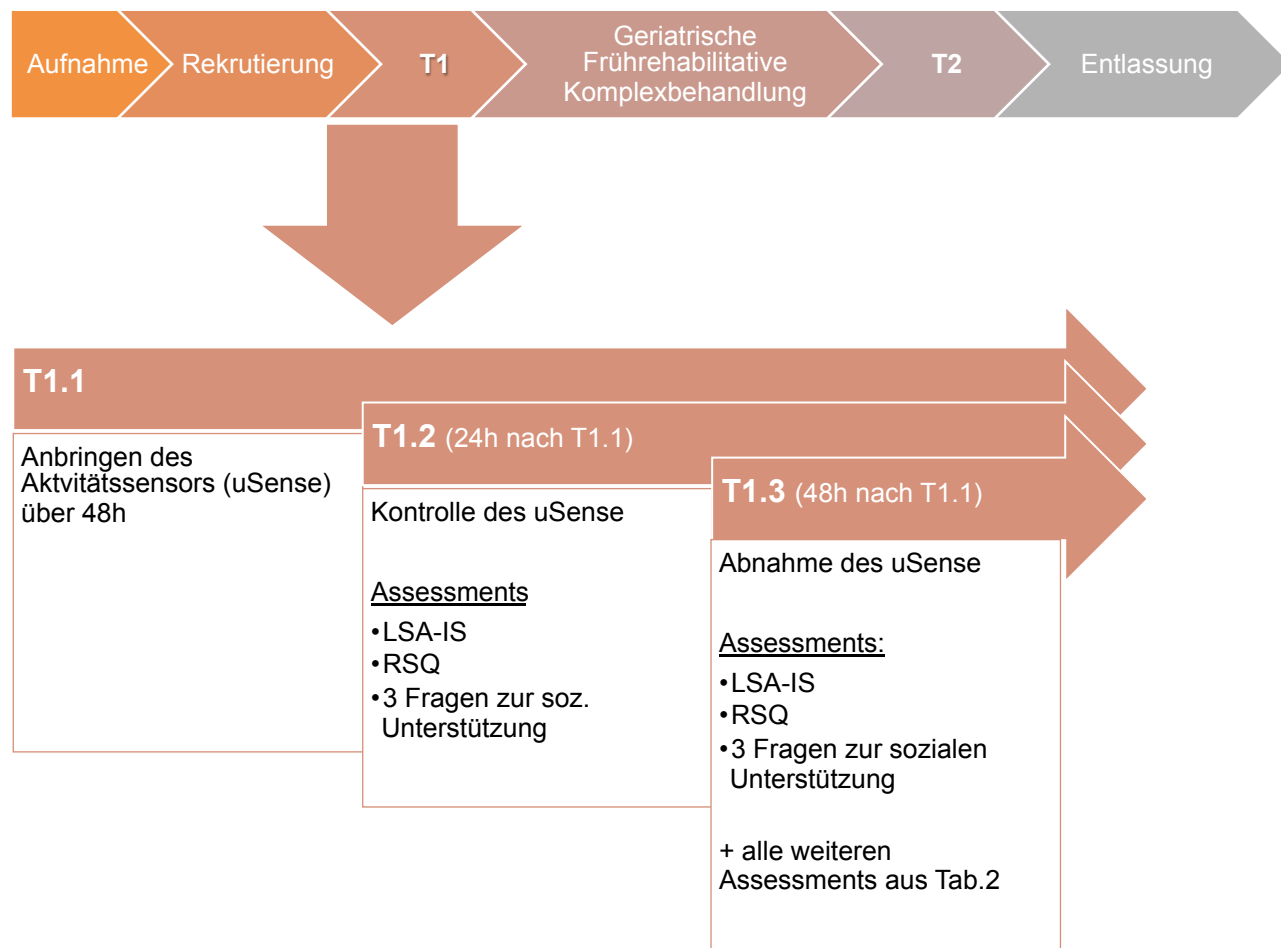 Aufnahme
Rekrutierung
T1
Geriatrische
Frührehabilitative
Komplexbehandlung
T2
Entlassung
T1.1
Anbringen des
Aktvitätssensors (uSense)
über 48h
T1.2 (24h nach T1.1)
Kontrolle des uSense
Assessments
•LSA-IS
•RSQ
•3 Fragen zur soz.
Unterstützung
T1.3 (48h nach T1.1)
Abnahme des uSense
Assessments:
•LSA-IS
•RSQ
•3 Fragen zur sozialen
Unterstützung
+ alle weiteren
Assessments aus Tab.2